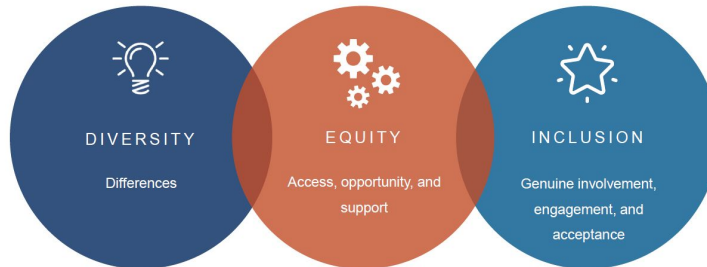 DIVERSITY
Differences
EQUITY
Access, opportunity, and
support
INCLUSION
Genuine involvement,
engagement, and
acceptance